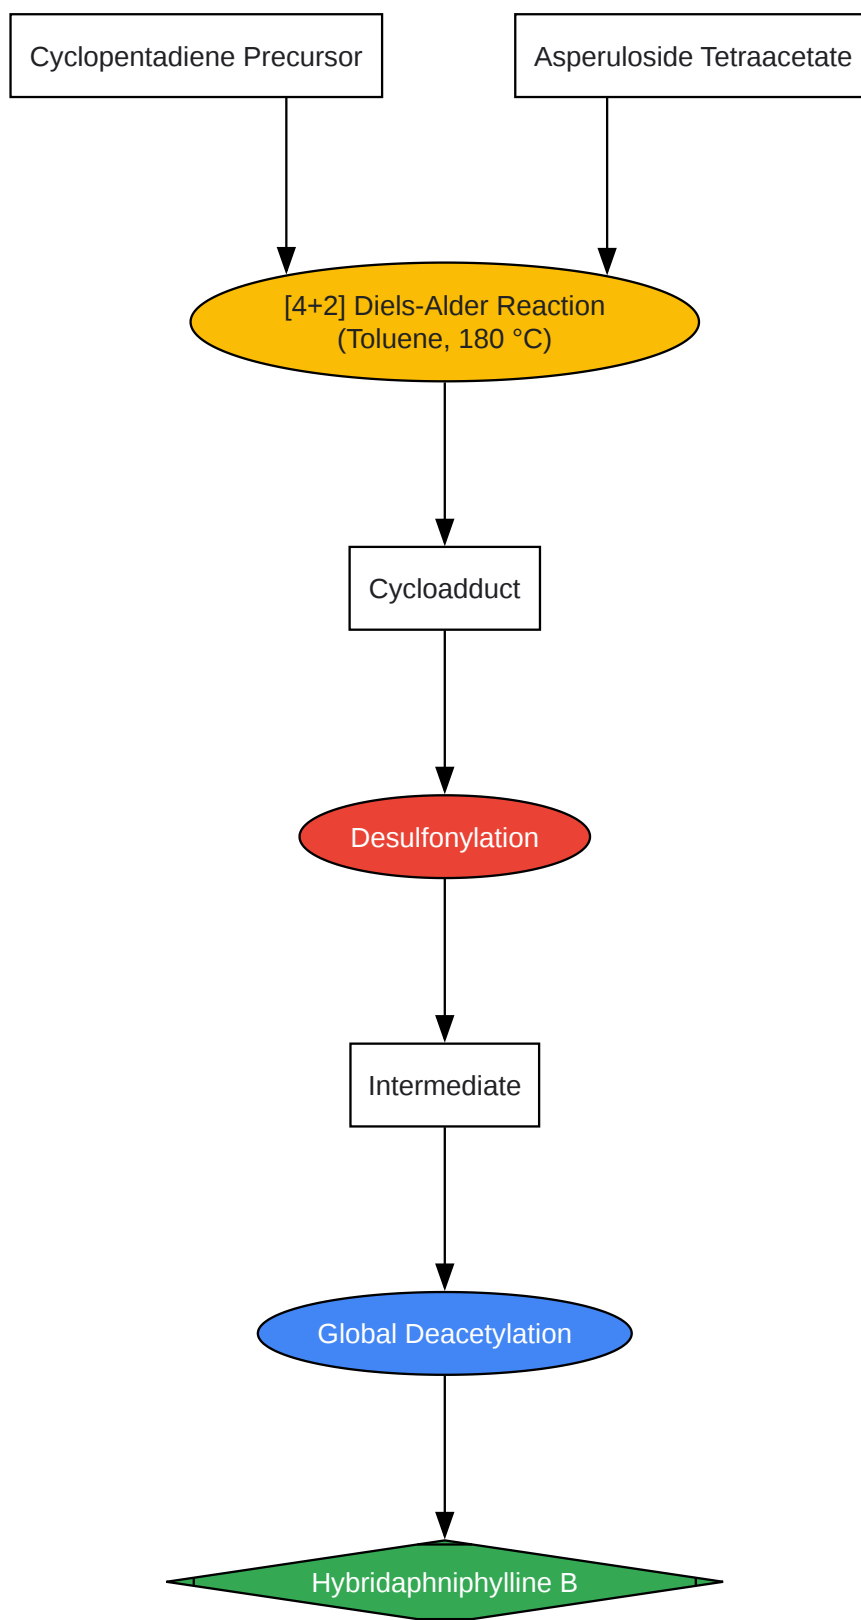 Cyclopentadiene Precursor
Asperuloside Tetraacetate
[4+2] Diels-Alder Reaction
(Toluene, 180 °C)
Cycloadduct
Desulfonylation
Intermediate
Global Deacetylation
Hybridaphniphylline B